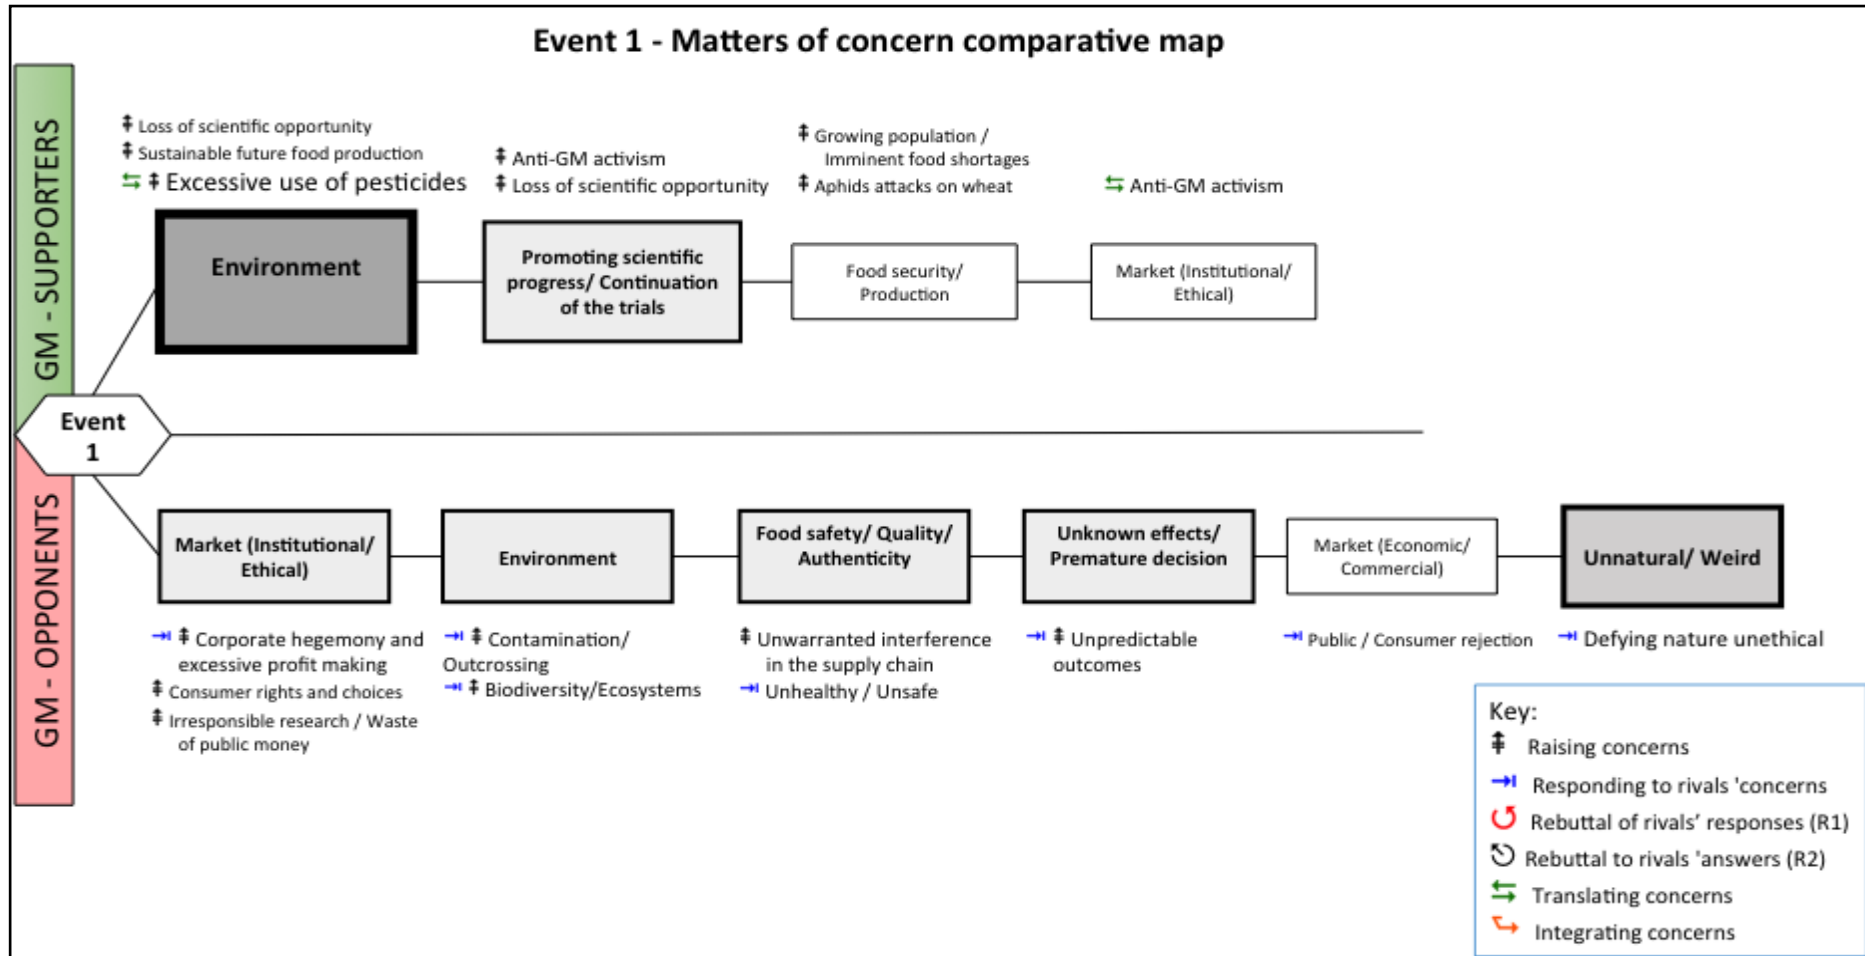 Event 1 - Matters of concern comparative map
GM - SUPPORTERS
Loss of scientific opportunity
Sustainable future food production
Excessive use of pesticides
Anti-GM activism
Loss of scientific opportunity
Growing population /
Imminent food shortages
Aphids attacks on wheat
Anti-GM activism
Environment
Promoting scientific
progress/ Continuation
of the trials
Food security/
Production
Market (Institutional/
Ethical)
Event
1
GM - OPPONENTS
Market (Institutional/
Ethical)
Environment
Food safety/ Quality/
Authenticity
Unknown effects/
Premature decision
Market (Economic/
Commercial)
Unnatural/ Weird
Corporate hegemony and
excessive profit making
Consumer rights and choices
Irresponsible research / Waste
of public money
Contamination/
Outcrossing
Biodiversity/Ecosystems
Unwarranted interference
in the supply chain
Unhealthy / Unsafe
Unpredictable
outcomes
Public / Consumer rejection
Defying nature unethical
Key:
Raising concerns
Responding to rivals 'concerns
Rebuttal of rivals’ responses (R1)
Rebuttal to rivals 'answers (R2)
Translating concerns
Integrating concerns